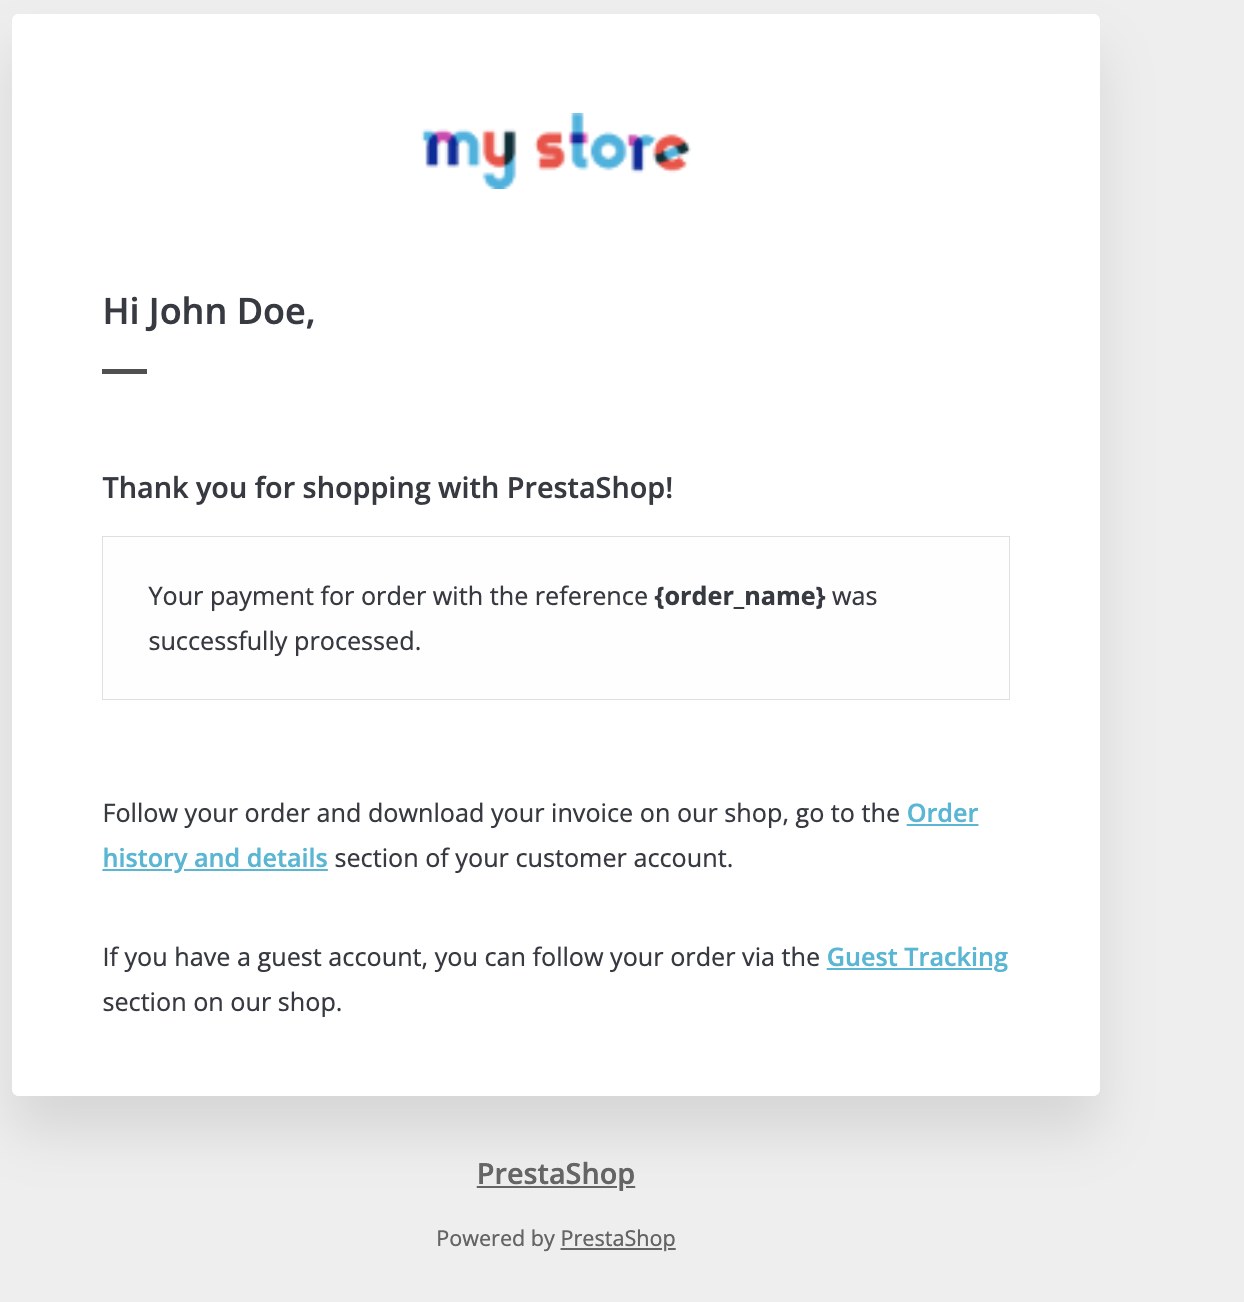 my store
Hi John Doe,
Thank you for shopping with PrestaShop!
Your payment for order with the reference {order_name} was
successfully processed.
Follow your order and download your invoice on our shop, go to the Order
history and details section of your customer account.
If you have a guest account, you can follow your order via the Guest Tracking
section on our shop.
PrestaShop
Powered by PrestaShop